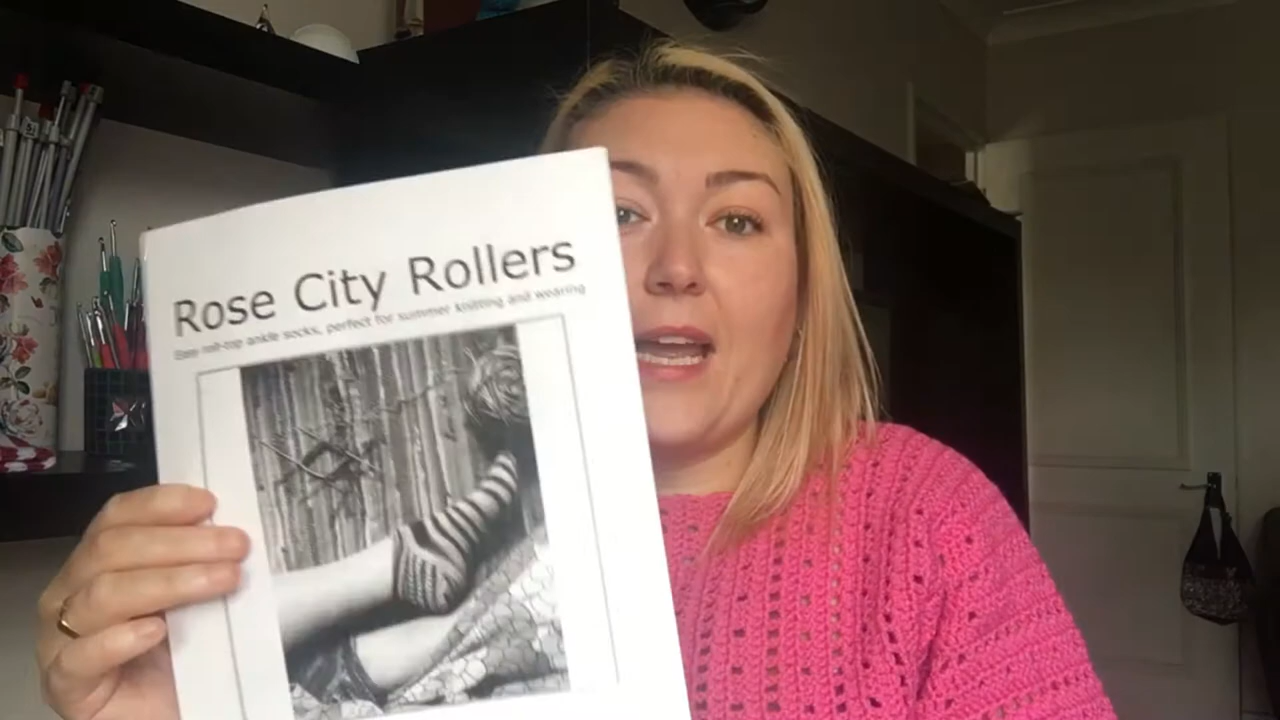 Rose City Rollers
Easy roll-top ankle socks, perfect for summer knitting and wearing